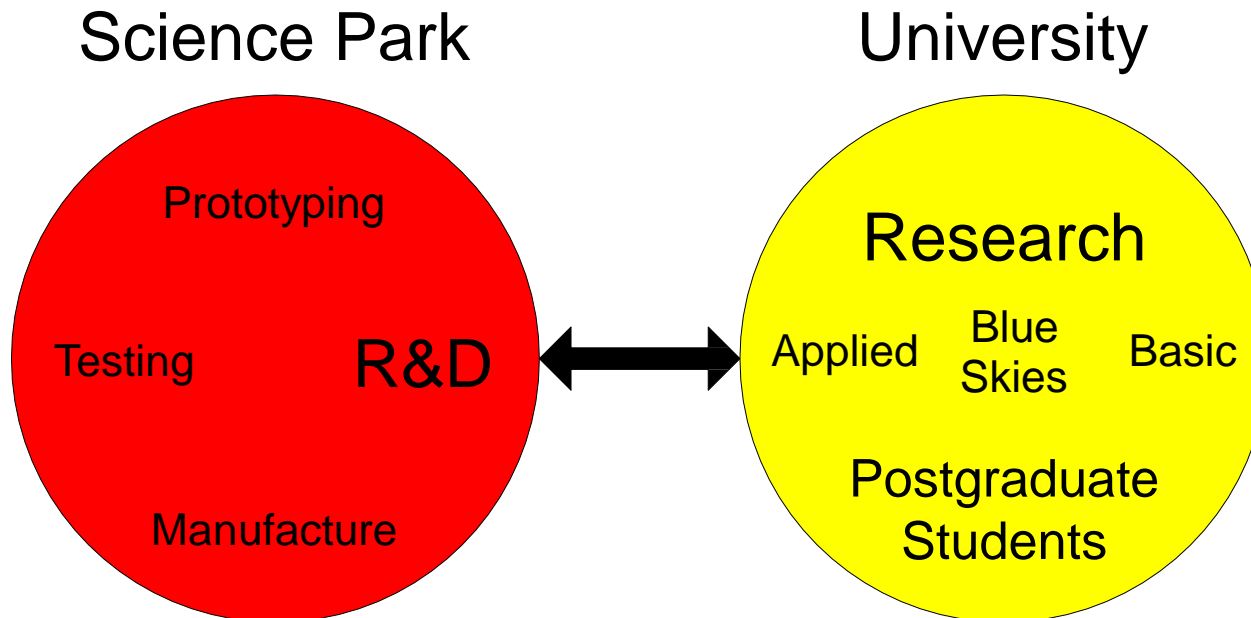 Science Park
University
Prototyping
Testing
R&D
Manufacture
Research
Applied
Blue
Skies
Basic
Postgraduate
Students